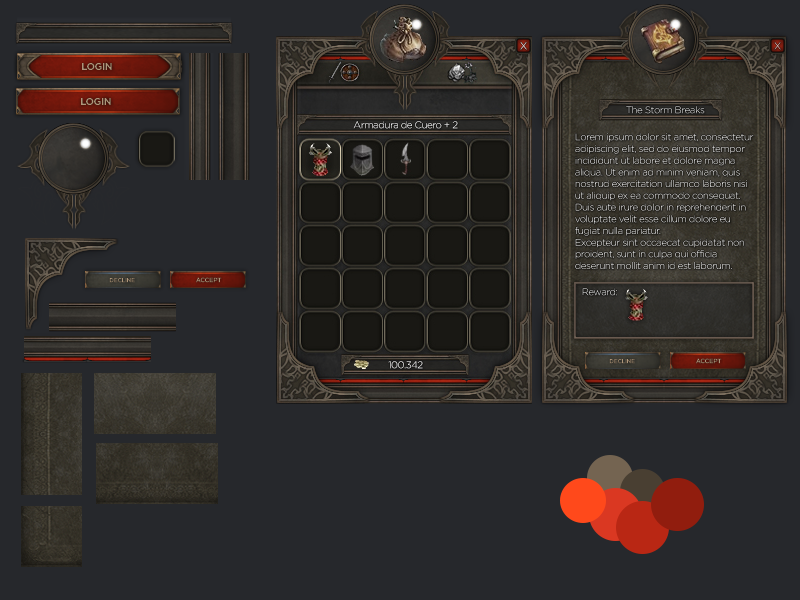 LOGIN
LOGIN
DECLINE
ACCEPT
X
Armadura de Cuero + 2
100.342
X
The Storm Breaks
Lorem ipsum dolor sit amet, consectetur
adipiscing elit, sed do eiusmod tempor
incididunt ut labore et dolore magna
aliqua. Ut enim ad minim veniam, quis
nostrud exercitation ullamco laboris nisi
ut aliquip ex ea commodo consequat.
Duis aute irure dolor in reprehenderit in
voluptate velit esse cillum dolore eu
fugiat nulla pariatur.
Excepteur sint occaecat cupidatat non
proident, sunt in culpa qui officia
deserunt mollit anim id est laborum.
Reward:
DECLINE
ACCEPT